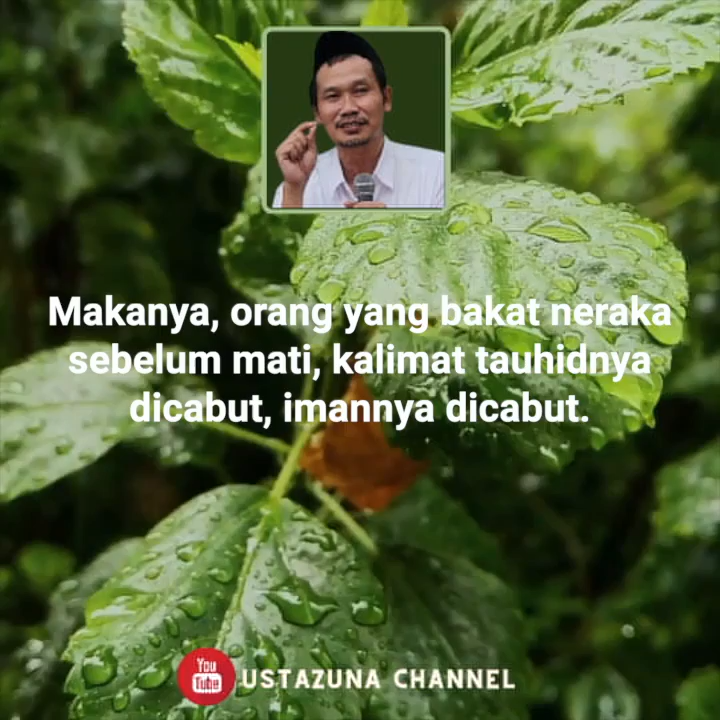 Makanya, orang yang bakat neraka
sebelum mati, kalimat tauhidnya
dicabut, imannya dicabut.
You
Tube
USTAZUNA CHANNEL